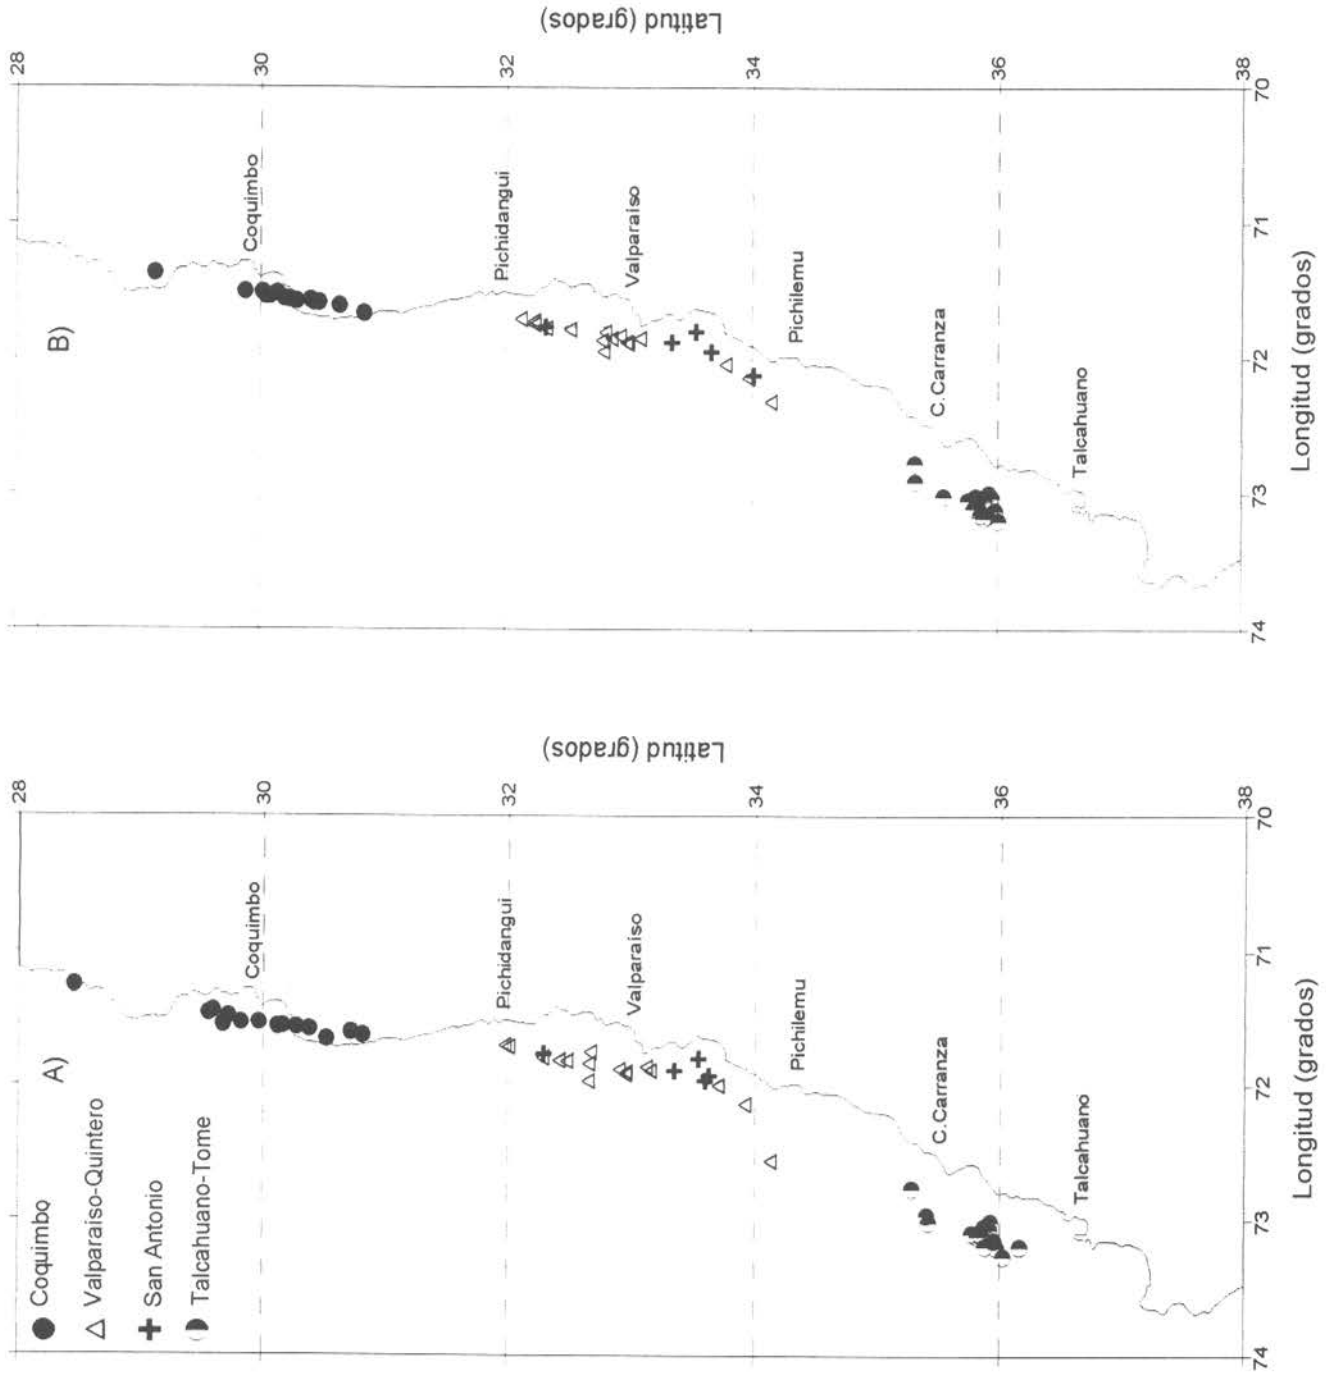 A)
Coquimbo
Valparaiso-Quintero
San Antonio
Talcahuano-Tome
Coquimbo
Pichidangui
Valparaiso
Pichilemu
C.Carranza
Talcahuano
28
30
32
34
36
38
Latitud (grados)
74
73
72
71
70
Longitud (grados)
B)
Coquimbo
Pichidangui
Valparaiso
Pichilemu
C.Carranza
Talcahuano
28
30
32
34
36
38
Latitud (grados)
74
73
72
71
70
Longitud (grados)